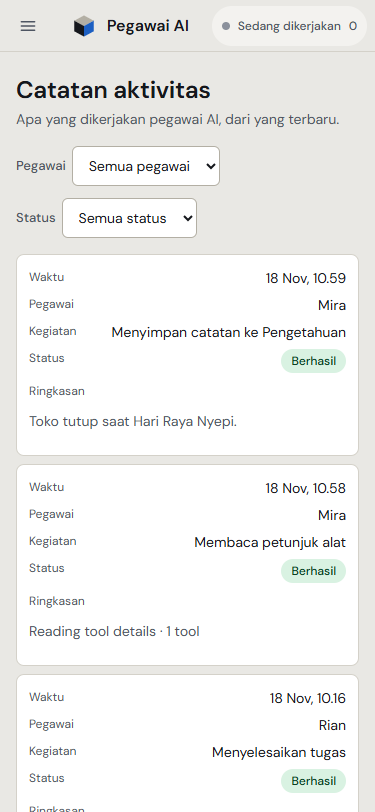 Pegawai AI
Sedang dikerjakan 0
Catatan aktivitas
Apa yang dikerjakan pegawai AI, dari yang terbaru.
Pegawai Semua pegawai
Status Semua status
Waktu 18 Nov, 10.59
Pegawai Mira
Kegiatan Menyimpan catatan ke Pengetahuan
Status Berhasil
Ringkasan
Toko tutup saat Hari Raya Nyepi.
Waktu 18 Nov, 10.58
Pegawai Mira
Kegiatan Membaca petunjuk alat
Status Berhasil
Ringkasan
Reading tool details · 1 tool
Waktu 18 Nov, 10.16
Pegawai Rian
Kegiatan Menyelesaikan tugas
Status Berhasil
Ringkasan